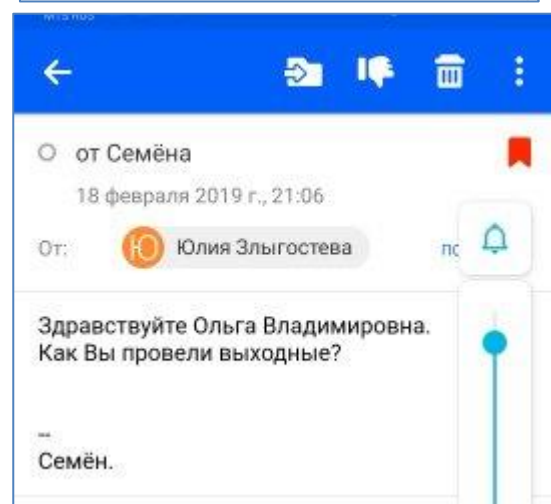 от Семёна
18 февраля 2019 г., 21:06
От: Ю Юлия Злыгостева
Здравствуйте Ольга Владимировна.
Как Вы провели выходные?
--
Семён.